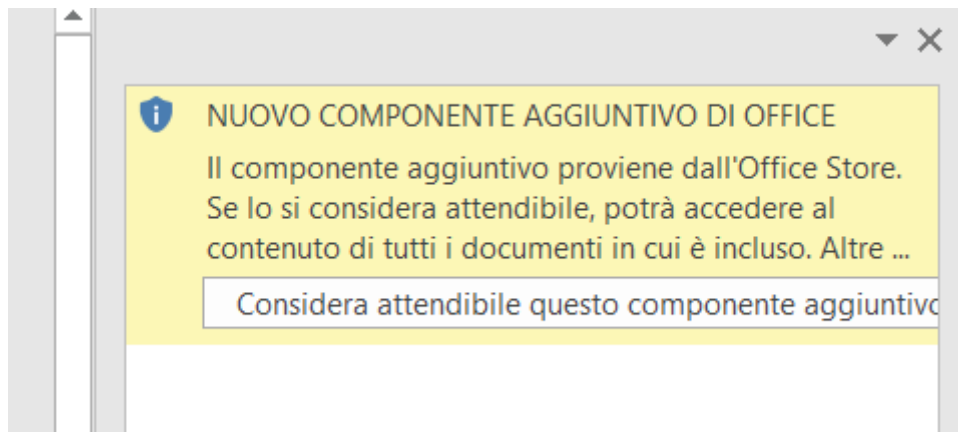 NUOVO COMPONENTE AGGIUNTIVO DI OFFICE
Il componente aggiuntivo proviene dall'Office Store.
Se lo si considera attendibile, potrà accedere al
contenuto di tutti i documenti in cui è incluso. Altre ...
Considera attendibile questo componente aggiuntivo